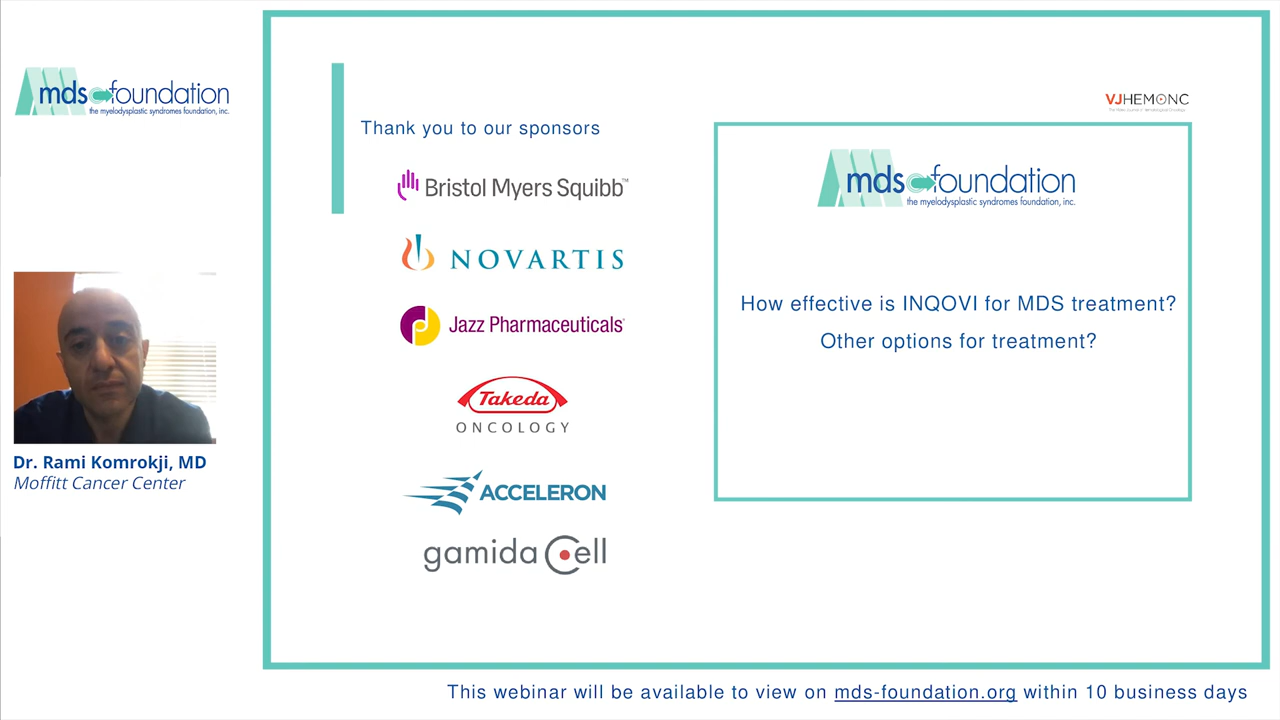 mds foundation
the myelodysplastic syndromes foundation, inc.
Dr. Rami Komrokji, MD
Moffitt Cancer Center
Thank you to our sponsors
Bristol Myers Squibb™
NOVARTIS
Jazz Pharmaceuticals
Takeda
ONCOLOGY
ACCELERON
gamida Cell
VJHEMONC
mds foundation
the myelodysplastic syndromes foundation, inc.
How effective is INQOVI for MDS treatment?
Other options for treatment?
This webinar will be available to view on mds-foundation.org within 10 business days